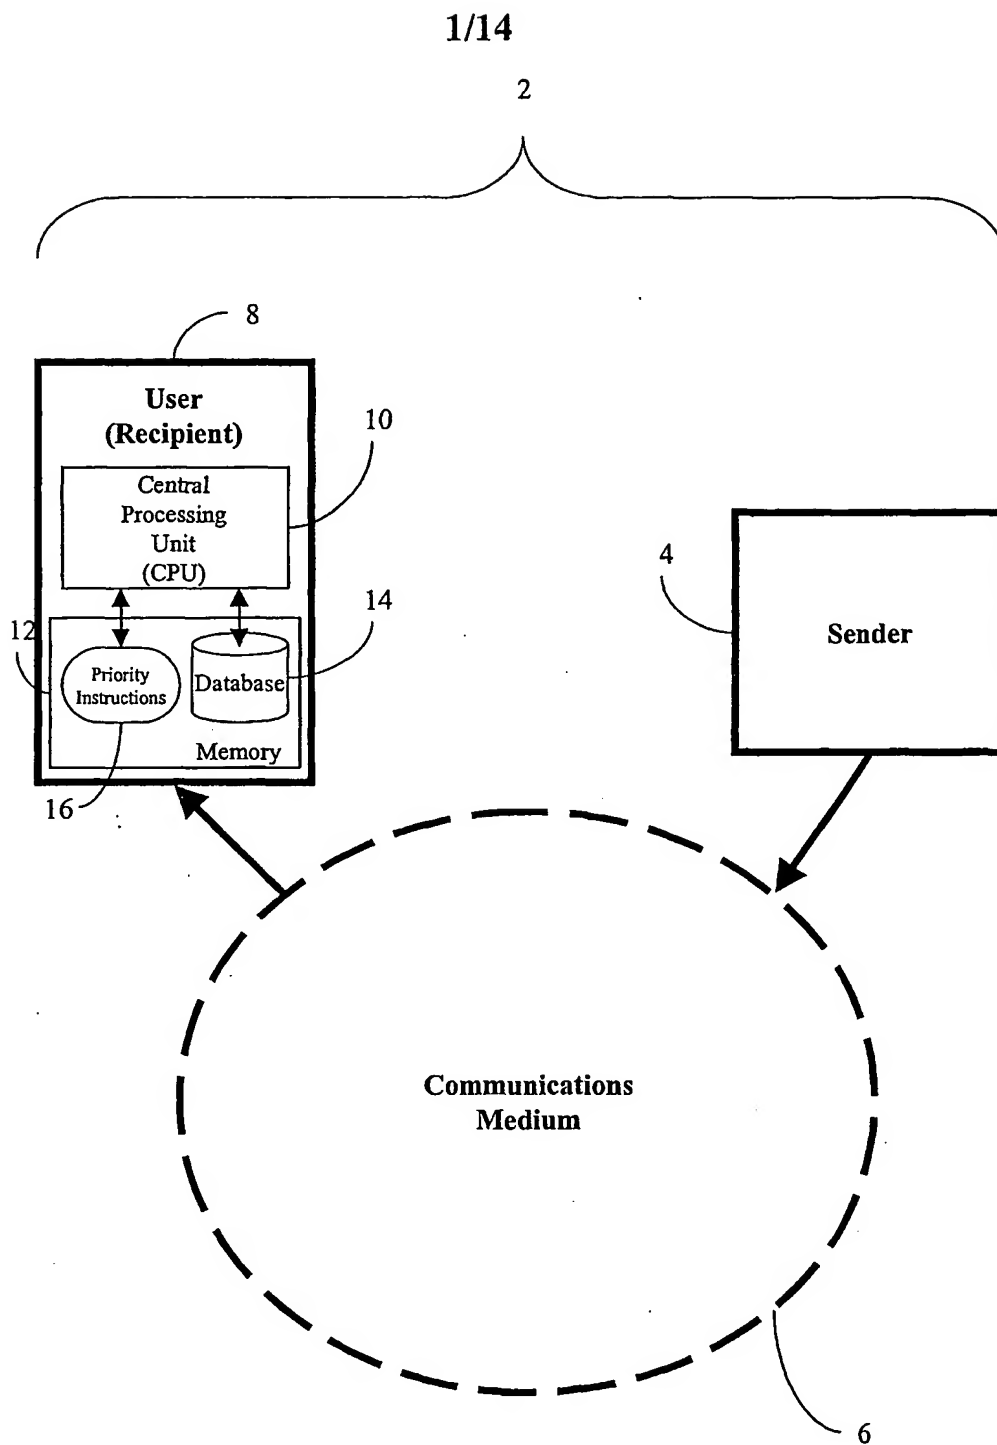 1/14
2
8
User
(Recipient)
10
Central
Processing
Unit
(CPU)
4
Sender
12
14
Priority
Instructions
Database
Memory
16
Communications
Medium
6